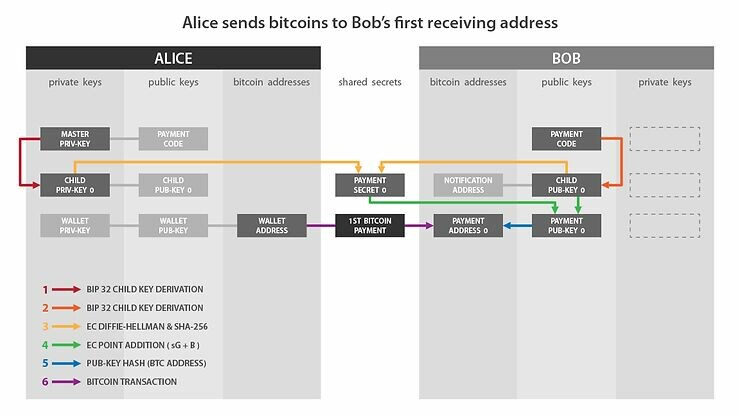 Alice sends bitcoins to Bob's first receiving address
ALICE
BOB
private keys
public keys
bitcoin addresses
shared secrets
bitcoin addresses
public keys
private keys
MASTER
PRIV-KEY
PAYMENT
CODE
PAYMENT
CODE
CHILD
PRIV-KEY 0
CHILD
PUB-KEY 0
PAYMENT
SECRET 0
NOTIFICATION
ADDRESS
CHILD
PUB-KEY 0
WALLET
PRIV-KEY
WALLET
PUB-KEY
WALLET
ADDRESS
1ST BITCOIN
PAYMENT
PAYMENT
ADDRESS 0
PAYMENT
PUB-KEY 0
1 BIP 32 CHILD KEY DERIVATION
2 BIP 32 CHILD KEY DERIVATION
3 EC DIFFIE-HELLMAN & SHA-256
4 EC POINT ADDITION ( sG + B )
5 PUB-KEY HASH (BTC ADDRESS)
6 BITCOIN TRANSACTION